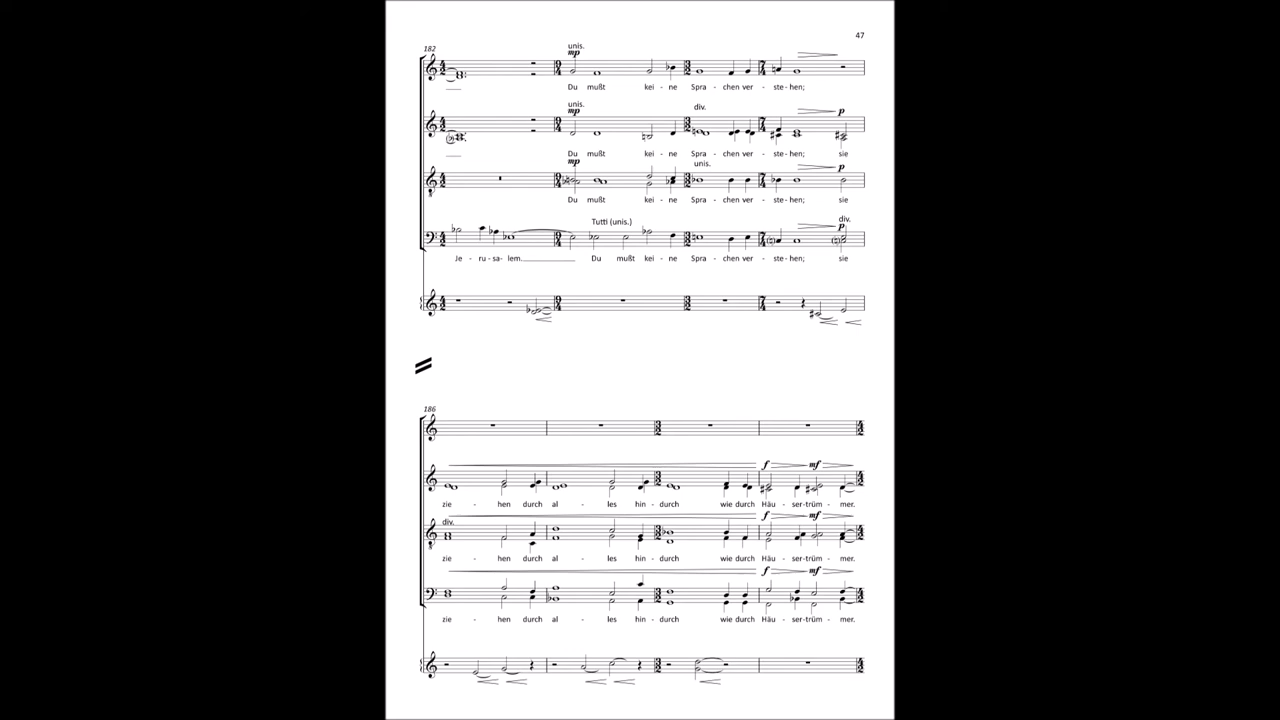 47
182
unis.
mp
Du mußt kei - ne Spra - chen ver - ste - hen;
unis.
mp
div.
p
Du mußt kei - ne Spra - chen ver - ste - hen; sie
mp
unis.
p
Du mußt kei - ne Spra - chen ver - ste - hen; sie
Tutti (unis.)
div.
p
Je - ru - sa - lem. Du mußt kei - ne Spra - chen ver - ste - hen; sie
186
f mf
zie - hen durch al - les hin - durch wie durch Häu - ser - trüm - mer.
div.
f mf
zie - hen durch al - les hin - durch wie durch Häu - ser - trüm - mer.
f mf
zie - hen durch al - les hin - durch wie durch Häu - ser - trüm - mer.